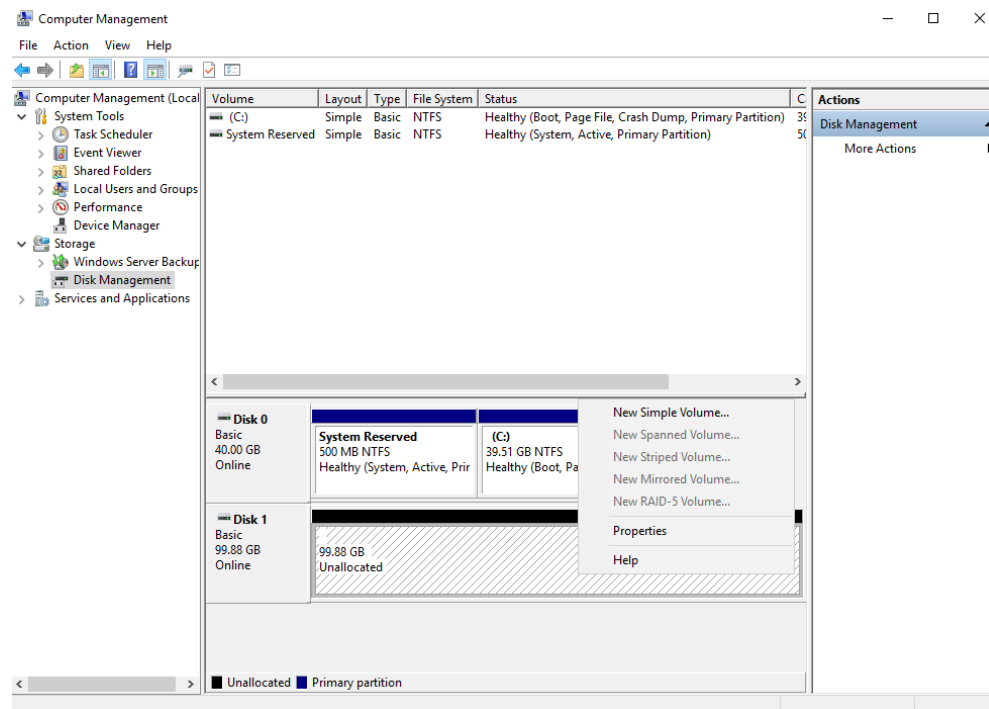 Computer Management
File Action View Help
Computer Management (Local
System Tools
Task Scheduler
Event Viewer
Shared Folders
Local Users and Groups
Performance
Device Manager
Storage
Windows Server Backup
Disk Management
Services and Applications
Volume Layout Type File System Status C
(C:) Simple Basic NTFS Healthy (Boot, Page File, Crash Dump, Primary Partition) 39
System Reserved Simple Basic NTFS Healthy (System, Active, Primary Partition) 50
Actions
Disk Management
More Actions
Disk 0
Basic
40.00 GB
Online
System Reserved
500 MB NTFS
Healthy (System, Active, Prir
(C:)
39.51 GB NTFS
Healthy (Boot, Pa
New Simple Volume...
New Spanned Volume...
New Striped Volume...
New Mirrored Volume...
New RAID-5 Volume...
Properties
Help
Disk 1
Basic
99.88 GB
Online
99.88 GB
Unallocated
Unallocated Primary partition